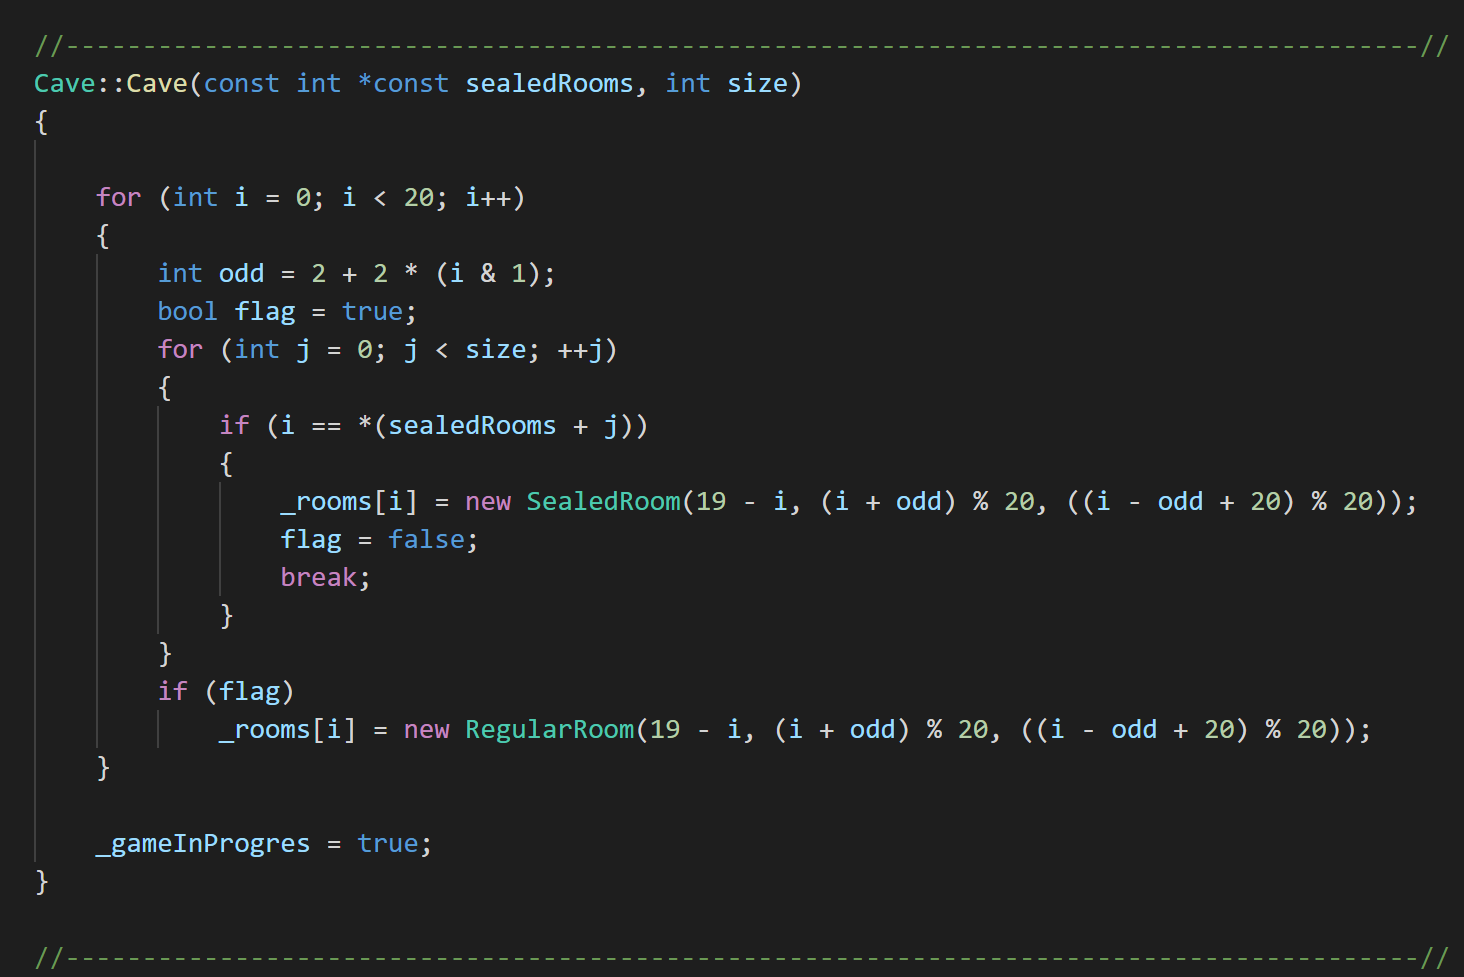 //----------------------------------------------------------------------------------------//
Cave::Cave(const int *const sealedRooms, int size)
{

    for (int i = 0; i < 20; i++)
    {
        int odd = 2 + 2 * (i & 1);
        bool flag = true;
        for (int j = 0; j < size; ++j)
        {
            if (i == *(sealedRooms + j))
            {
                _rooms[i] = new SealedRoom(19 - i, (i + odd) % 20, ((i - odd + 20) % 20));
                flag = false;
                break;
            }
        }
        if (flag)
            _rooms[i] = new RegularRoom(19 - i, (i + odd) % 20, ((i - odd + 20) % 20));
    }

    _gameInProgres = true;
}

//----------------------------------------------------------------------------------------//